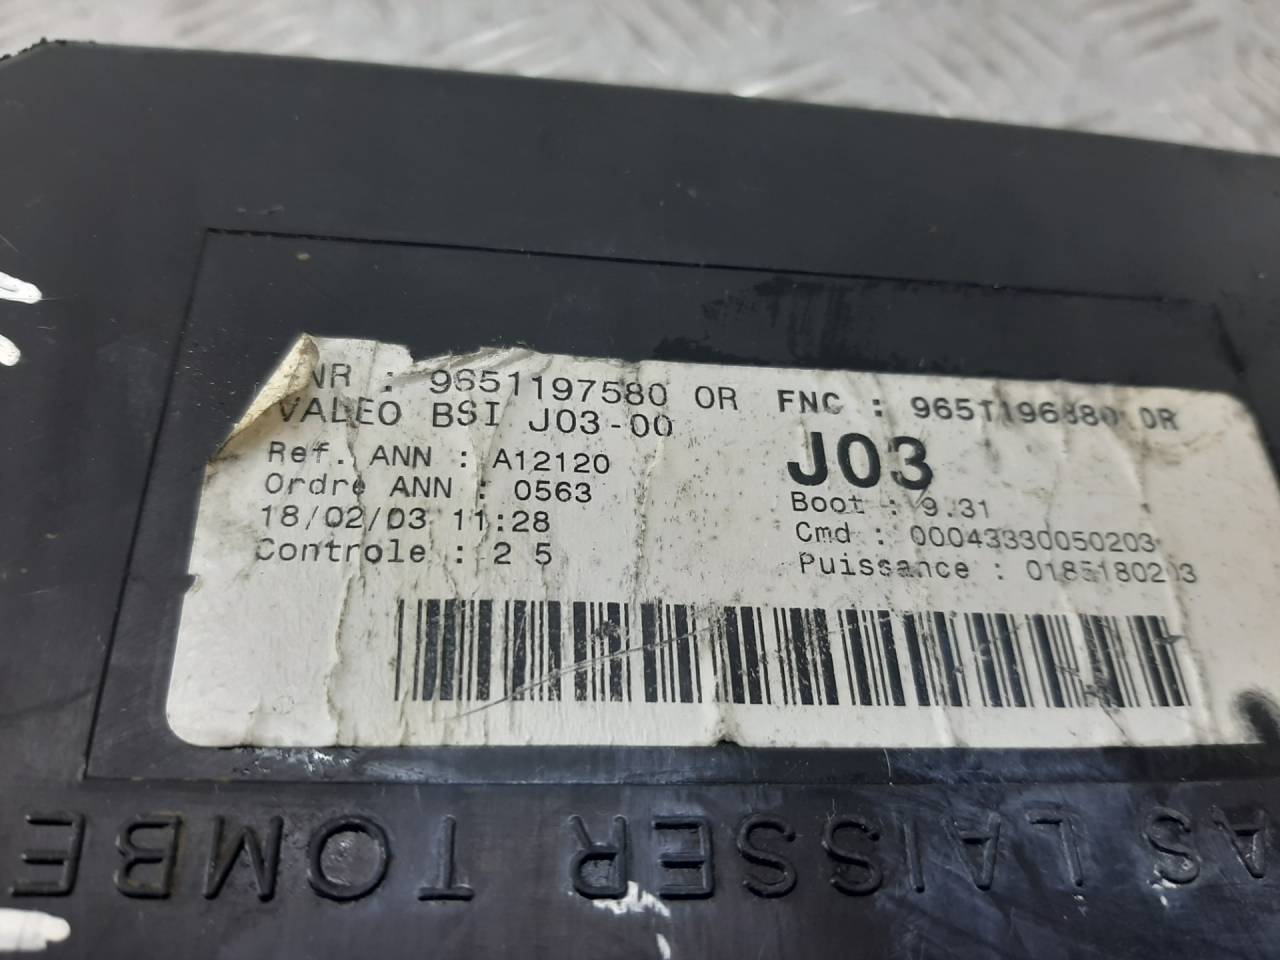 NR : 9651197580 OR FNC : 9651196880 OR
VALEO BSI J03-00
J03
Ref. ANN : A12120
Ordre ANN : 0563
Boot : 9.31
18/02/03 11:28
Cmd : 00043330050203
Controle : 2 5
Puissance : 0185180203
AS LAISSER TOMBE